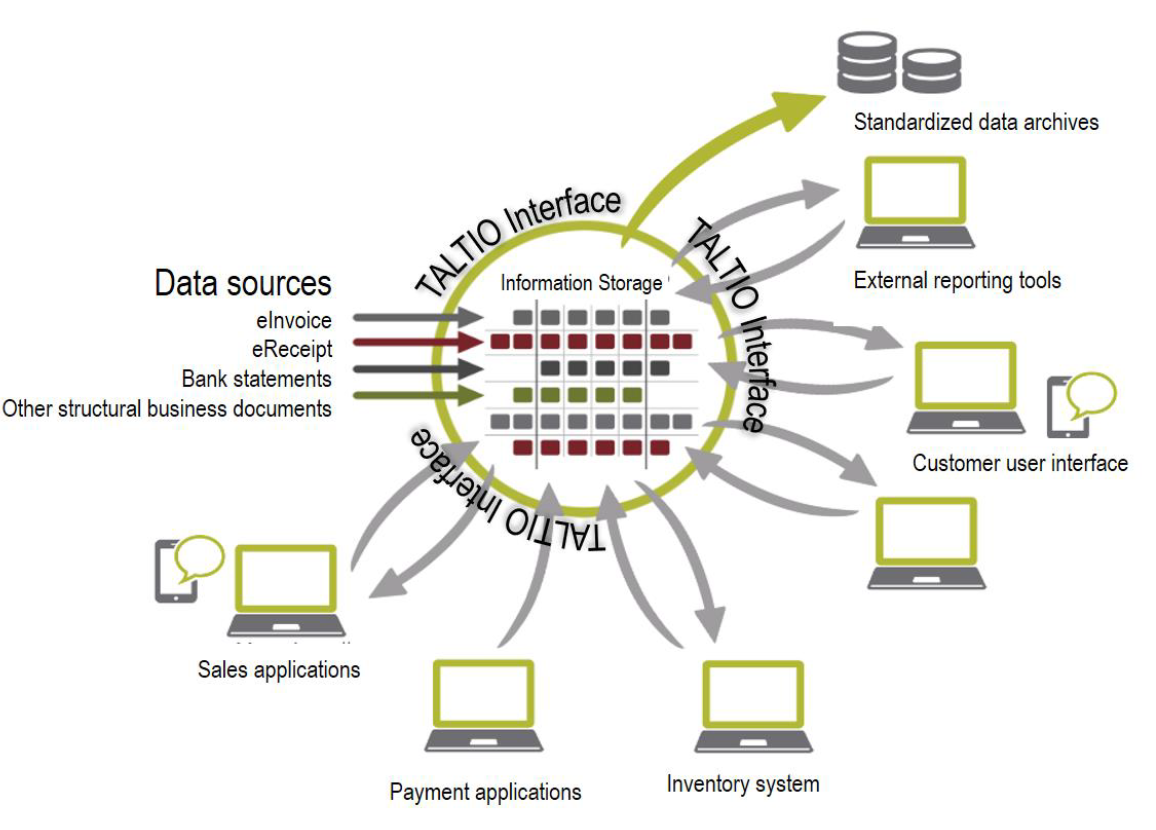 Standardized data archives
TALTIO Interface
TALTIO Interface
External reporting tools
Data sources
Information Storage
eInvoice
eReceipt
Bank statements
Other structural business documents
TALTIO Interface
Customer user interface
Sales applications
Payment applications
Inventory system